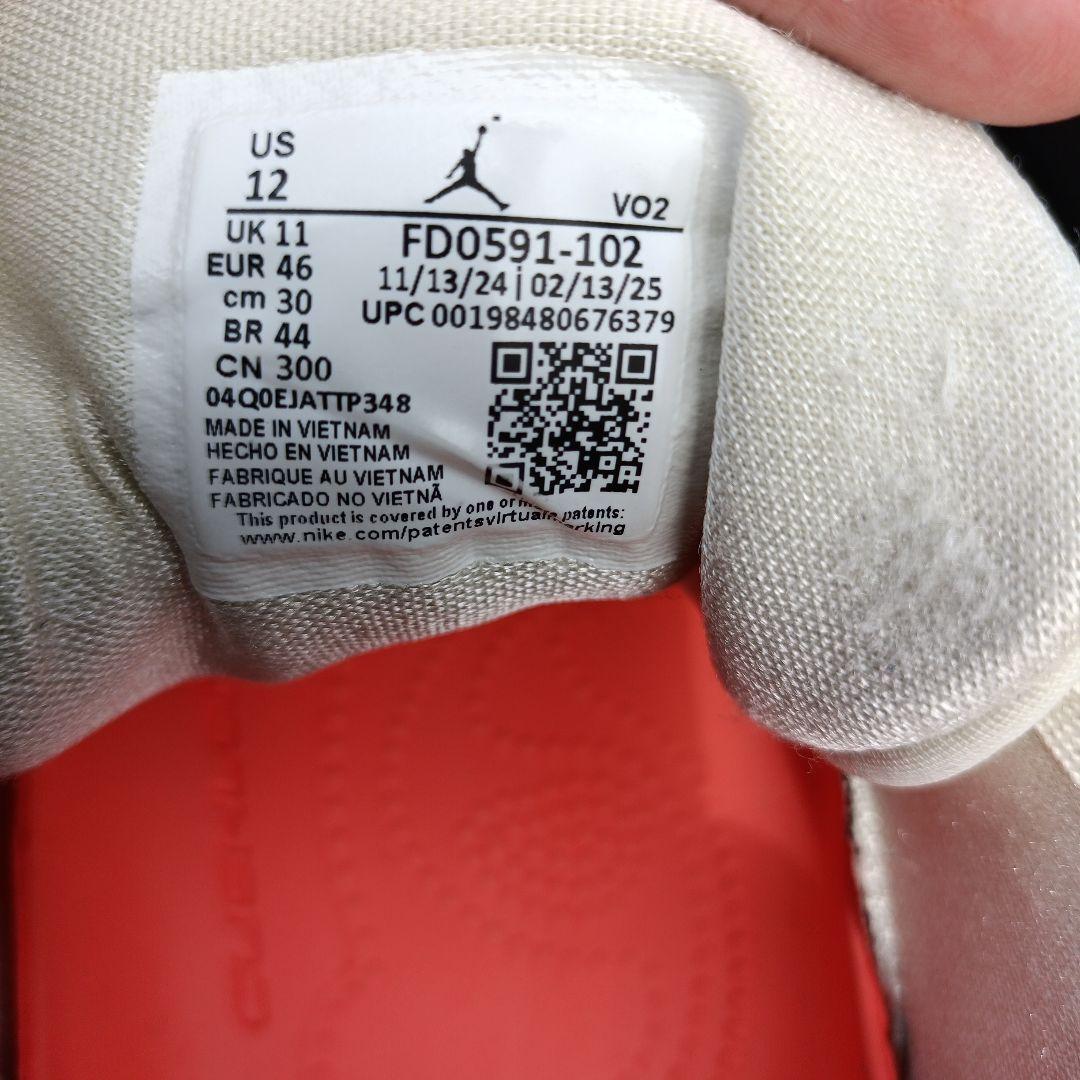 US
12
VO2
UK 11
EUR 46
cm 30
BR 44
CN 300
FD0591-102
11/13/24 | 02/13/25
UPC 00198480676379
04Q0EJATTP348
MADE IN VIETNAM
HECHO EN VIETNAM
FABRIQUE AU VIETNAM
FABRICADO NO VIETNÃ
This product is covered by one or patents:
www.nike.com/patentsvirtual